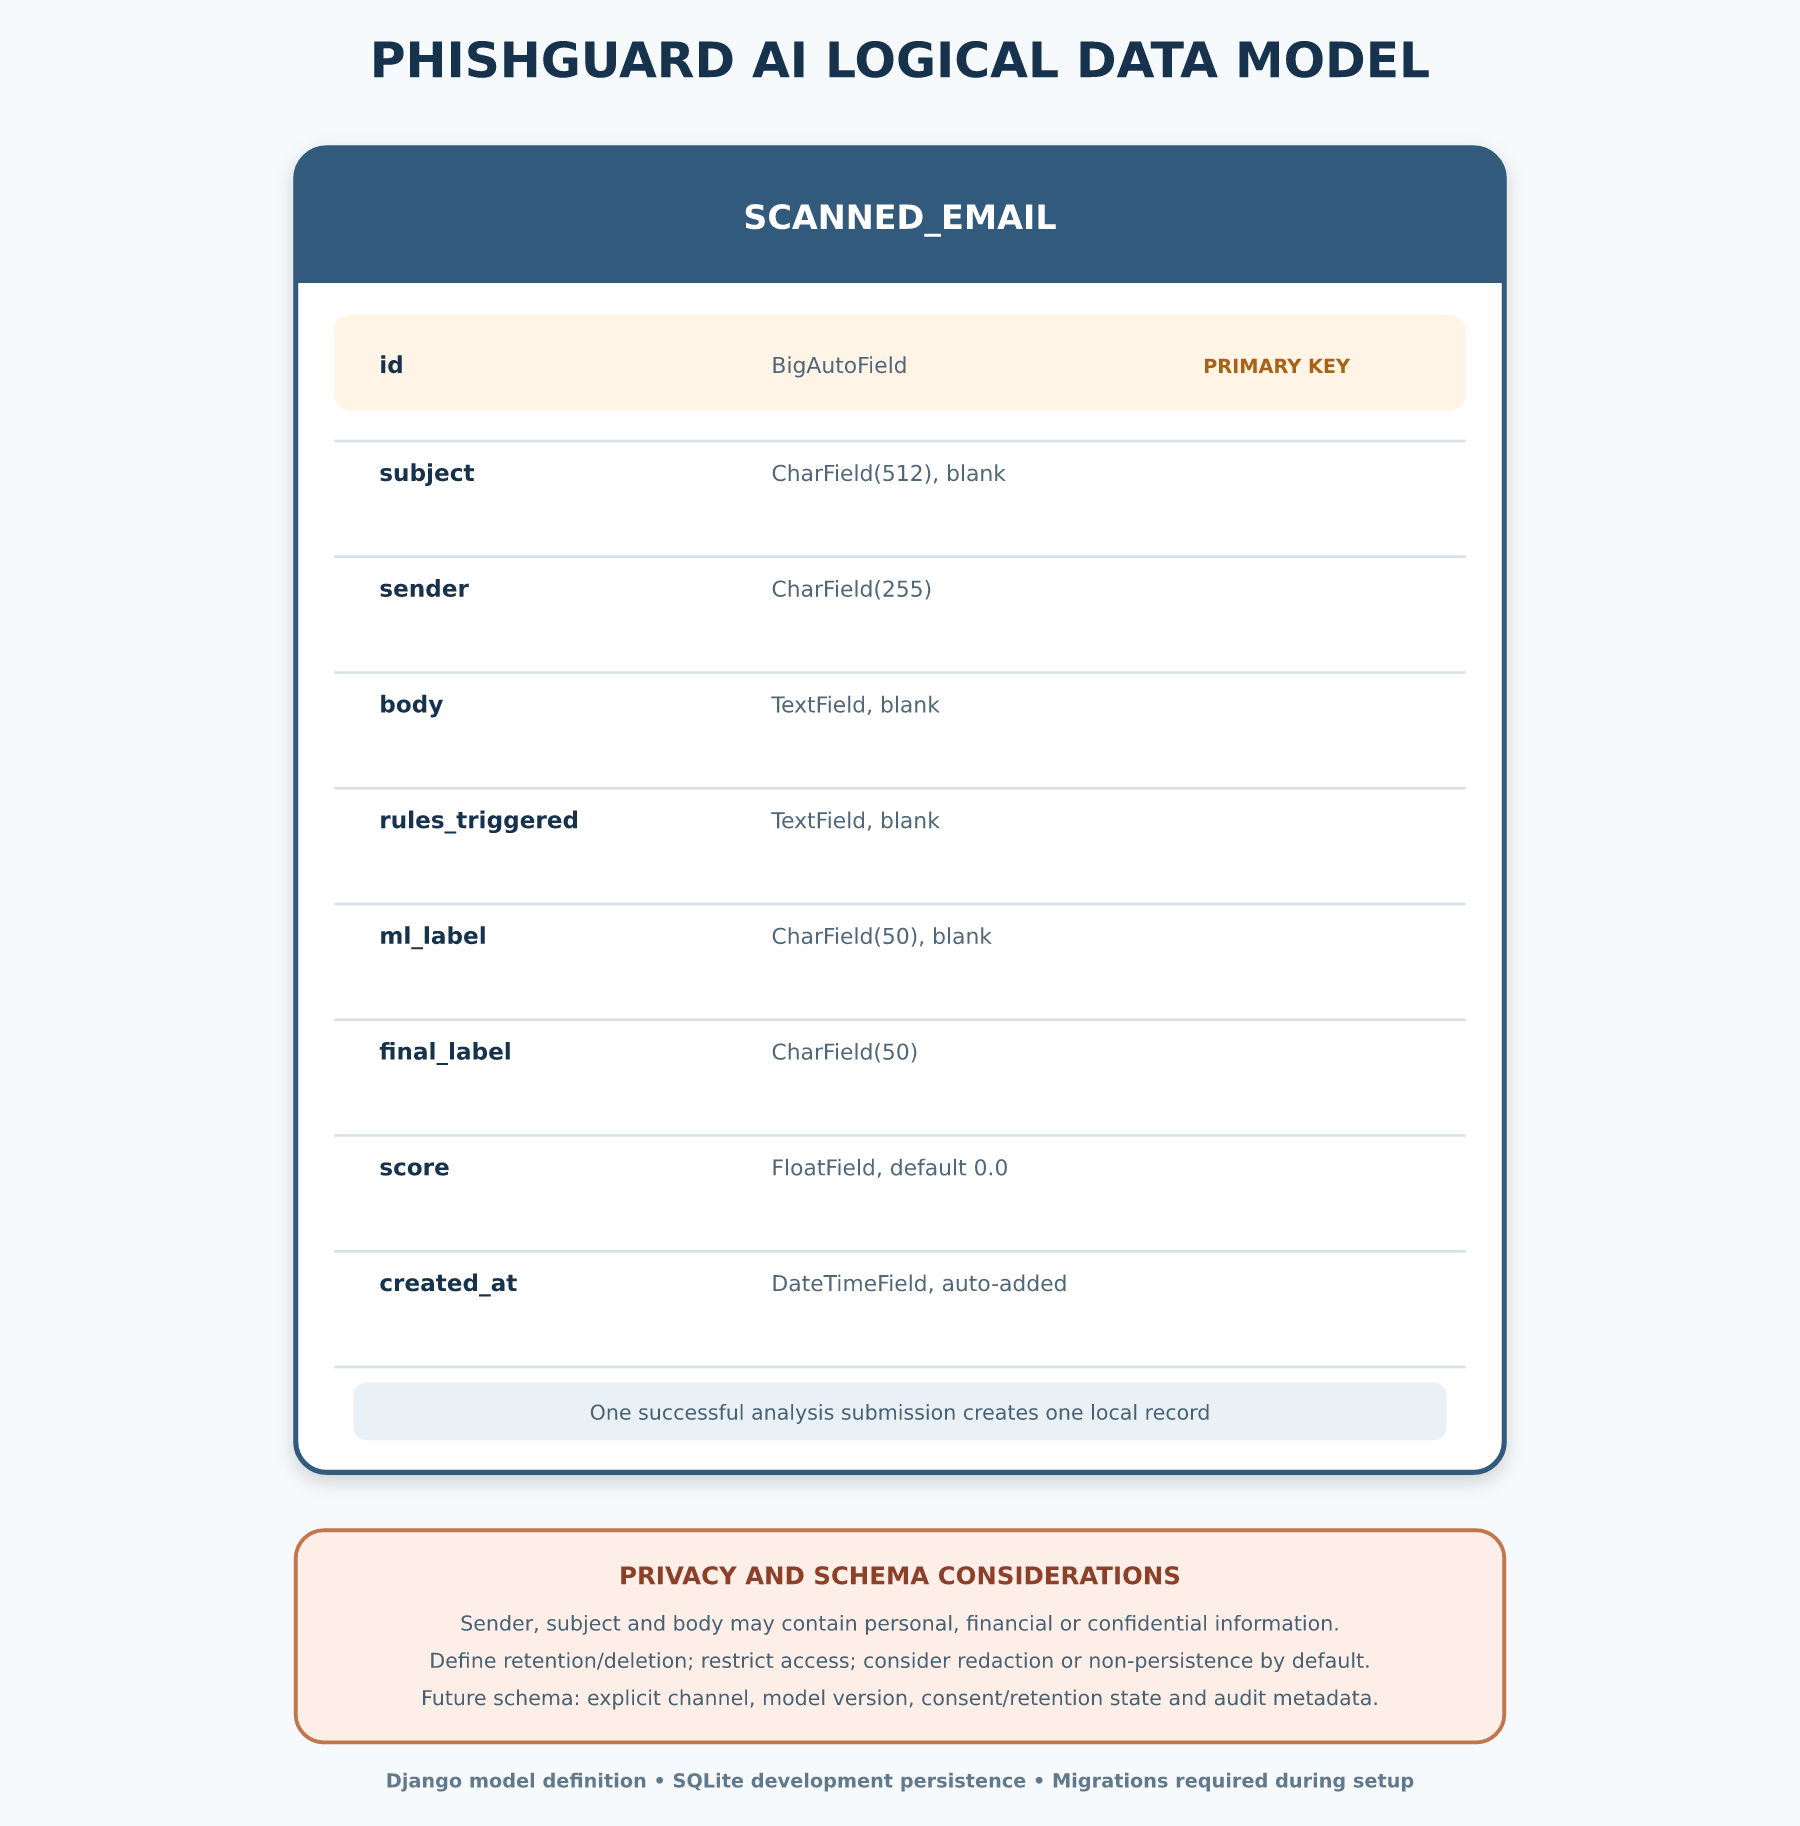 PHISHGUARD AI LOGICAL DATA MODEL
SCANNED_EMAIL
id BigAutoField PRIMARY KEY
subject CharField(512), blank
sender CharField(255)
body TextField, blank
rules_triggered TextField, blank
ml_label CharField(50), blank
final_label CharField(50)
score FloatField, default 0.0
created_at DateTimeField, auto-added
One successful analysis submission creates one local record
PRIVACY AND SCHEMA CONSIDERATIONS
Sender, subject and body may contain personal, financial or confidential information.
Define retention/deletion; restrict access; consider redaction or non-persistence by default.
Future schema: explicit channel, model version, consent/retention state and audit metadata.
Django model definition • SQLite development persistence • Migrations required during setup